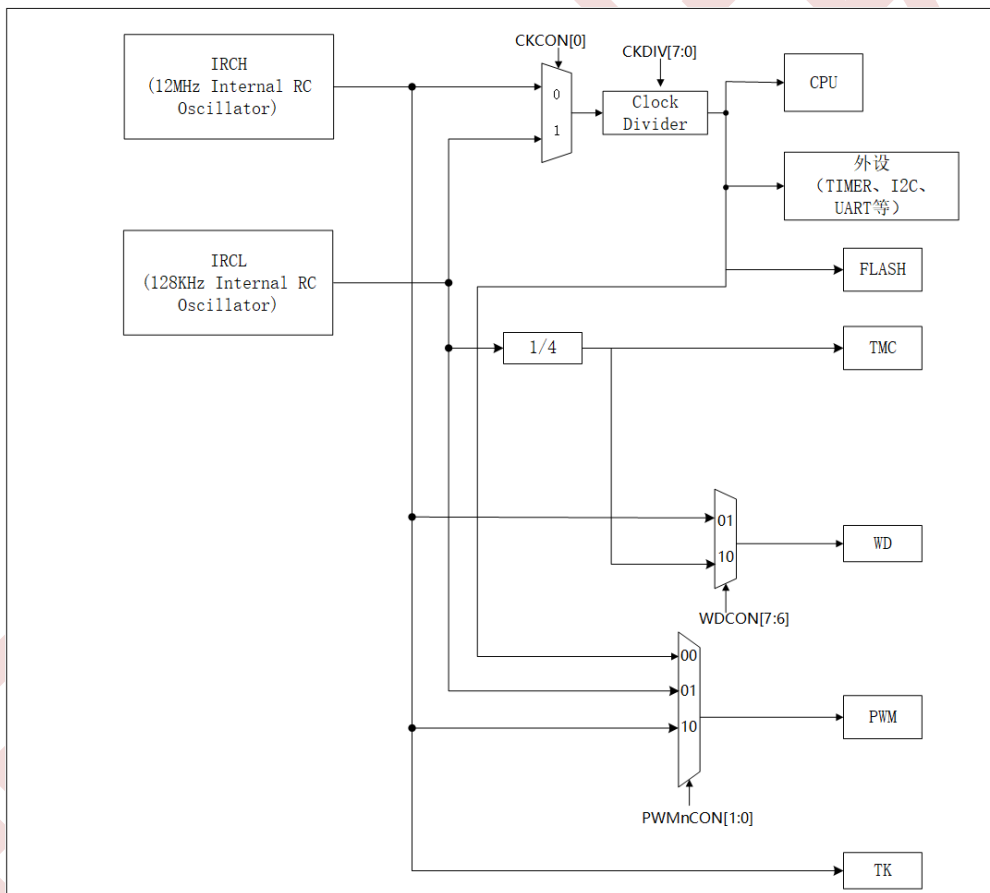 CKCON[0]
CKDIV[7:0]
IRCH
(12MHz Internal RC
Oscillator)
0
1
Clock
Divider
CPU
外设
（TIMER、I2C、
UART等）
IRCL
(128KHz Internal RC
Oscillator)
FLASH
1/4
TMC
01
10
WD
WDCON[7:6]
00
01
10
PWM
PWMnCON[1:0]
TK